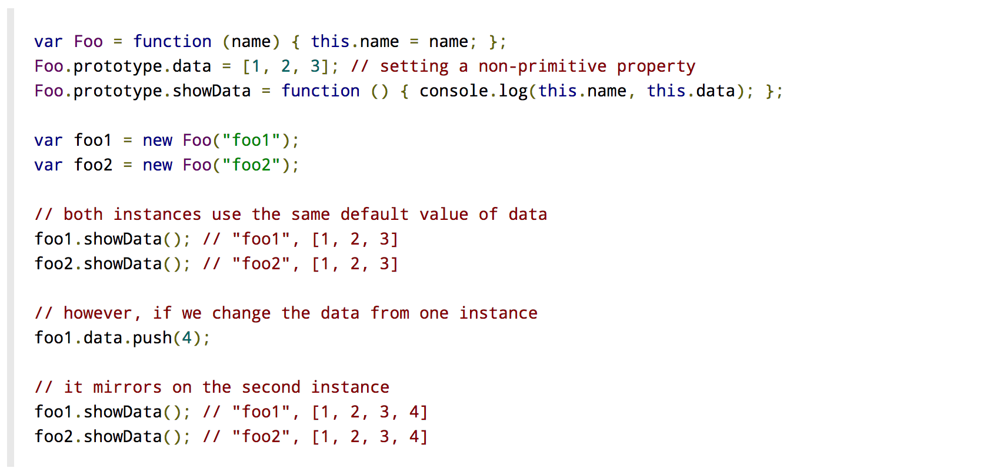 var Foo = function (name) { this.name = name; };
Foo.prototype.data = [1, 2, 3]; // setting a non-primitive property
Foo.prototype.showData = function () { console.log(this.name, this.data); };
var foo1 = new Foo("foo1");
var foo2 = new Foo("foo2");
// both instances use the same default value of data
foo1.showData(); // "foo1", [1, 2, 3]
foo2.showData(); // "foo2", [1, 2, 3]
// however, if we change the data from one instance
foo1.data.push(4);
// it mirrors on the second instance
foo1.showData(); // "foo1", [1, 2, 3, 4]
foo2.showData(); // "foo2", [1, 2, 3, 4]